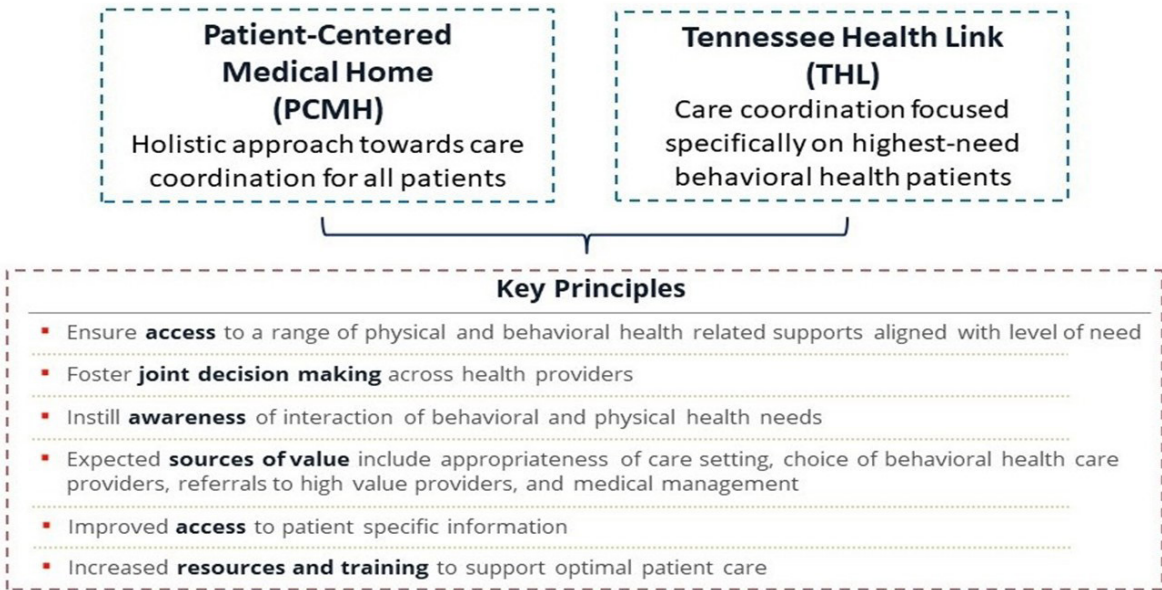 Patient-Centered
Medical Home
(PCMH)
Holistic approach towards care
coordination for all patients
Tennessee Health Link
(THL)
Care coordination focused
specifically on highest-need
behavioral health patients
Key Principles
▪ Ensure access to a range of physical and behavioral health related supports aligned with level of need
▪ Foster joint decision making across health providers
▪ Instill awareness of interaction of behavioral and physical health needs
▪ Expected sources of value include appropriateness of care setting, choice of behavioral health care
providers, referrals to high value providers, and medical management
▪ Improved access to patient specific information
▪ Increased resources and training to support optimal patient care